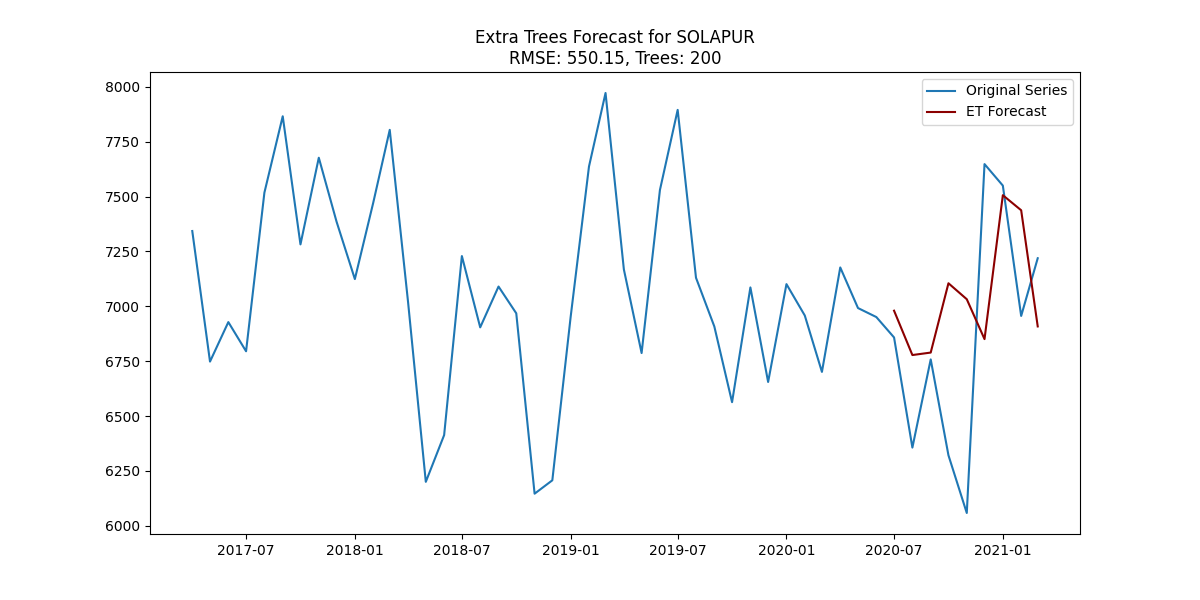 Extra Trees Forecast for SOLAPUR
RMSE: 550.15, Trees: 200
Original Series
ET Forecast
8000
7750
7500
7250
7000
6750
6500
6250
6000
2017-07 2018-01 2018-07 2019-01 2019-07 2020-01 2020-07 2021-01